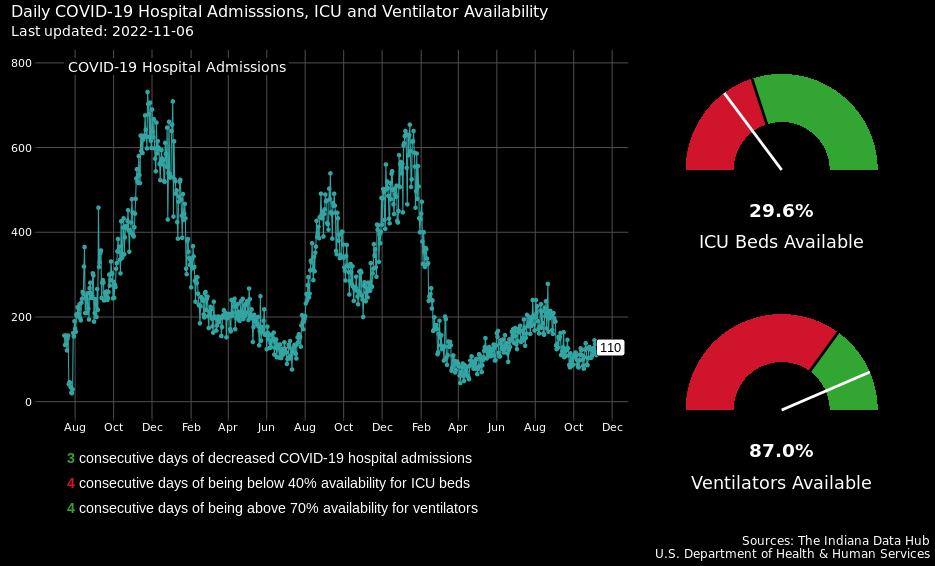 Daily COVID-19 Hospital Admisssions, ICU and Ventilator Availability
Last updated: 2022-11-06
COVID-19 Hospital Admissions
800
600
400
200
0
110
Aug Oct Dec Feb Apr Jun Aug Oct Dec Feb Apr Jun Aug Oct Dec
29.6%
ICU Beds Available
87.0%
Ventilators Available
3 consecutive days of decreased COVID-19 hospital admissions
4 consecutive days of being below 40% availability for ICU beds
4 consecutive days of being above 70% availability for ventilators
Sources: The Indiana Data Hub
U.S. Department of Health & Human Services